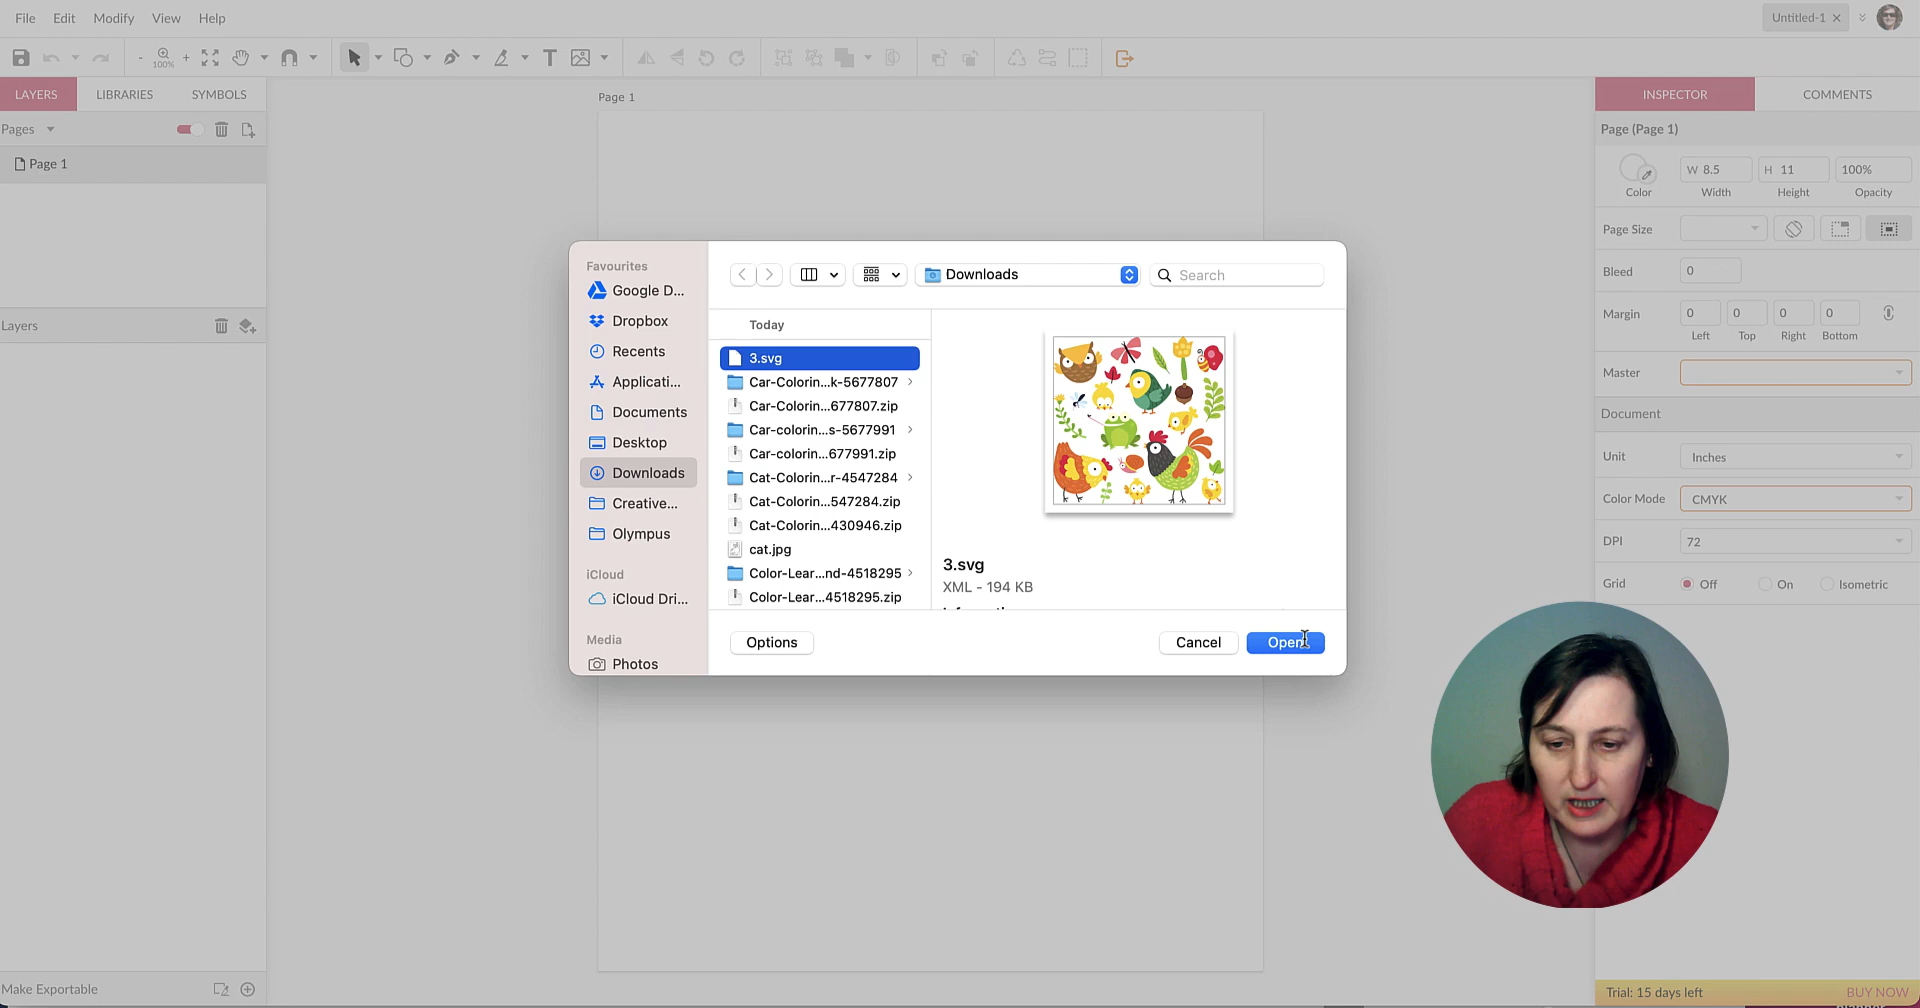 File Edit Modify View Help
Untitled-1
100%
LAYERS LIBRARIES SYMBOLS
Pages
Page 1
Layers
Make Exportable
Page 1
Favourites
Google D...
Dropbox
Recents
Applicati...
Documents
Desktop
Downloads
Creative...
Olympus
iCloud
iCloud Dri...
Media
Photos
Downloads
Search
Today
3.svg
Car-Colorin...k-5677807
Car-Colorin...677807.zip
Car-colorin...s-5677991
Car-colorin...677991.zip
Cat-Colorin...r-4547284
Cat-Colorin...547284.zip
Cat-Colorin...430946.zip
cat.jpg
Color-Lear...nd-4518295
Color-Lear...4518295.zip
3.svg
XML - 194 KB
Options
Cancel
Open
INSPECTOR COMMENTS
Page (Page 1)
W 8.5 H 11 100%
Color Width Height Opacity
Page Size
Bleed 0
Margin 0 0 0 0
Left Top Right Bottom
Master
Document
Unit Inches
Color Mode CMYK
DPI 72
Grid Off On Isometric
Trial: 15 days left BUY NOW